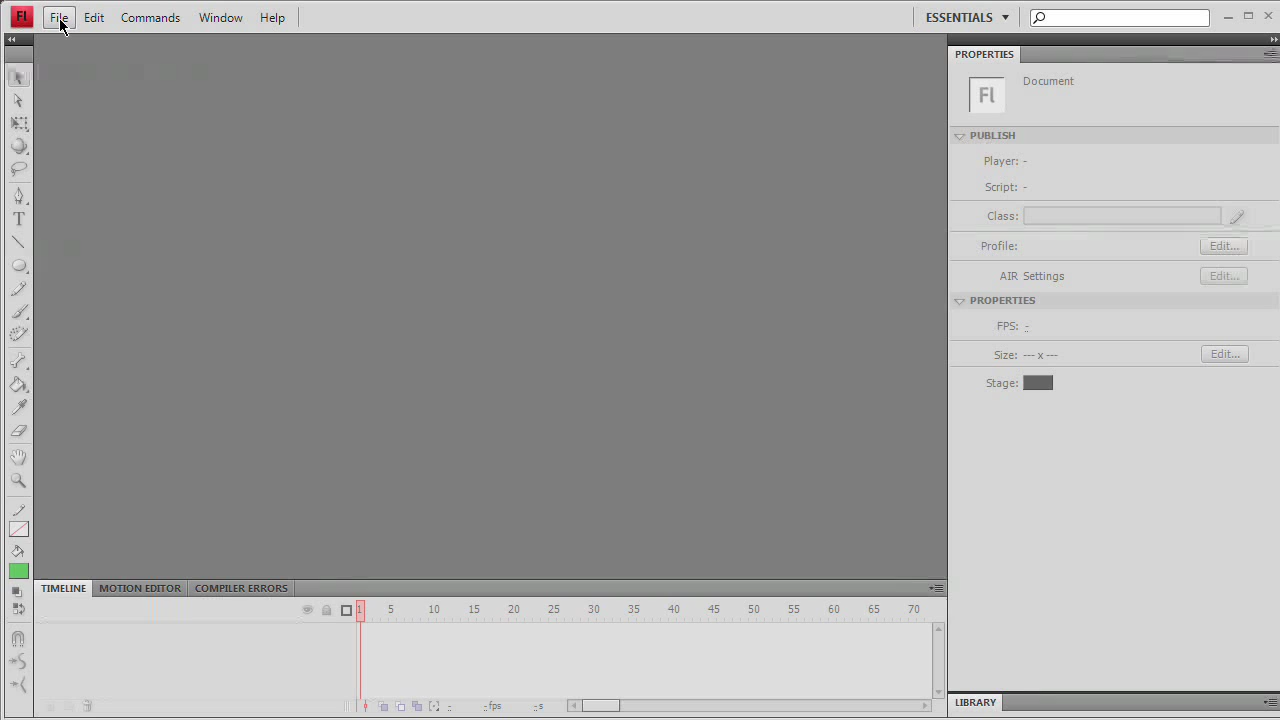 Fl File Edit Commands Window Help ESSENTIALS
PROPERTIES
Fl Document
PUBLISH
Player: -
Script: -
Class:
Profile: Edit...
AIR Settings Edit...
PROPERTIES
FPS: -
Size: --- x --- Edit...
Stage:
T
TIMELINE MOTION EDITOR COMPILER ERRORS
1 5 10 15 20 25 30 35 40 45 50 55 60 65 70
- - fps - s
LIBRARY